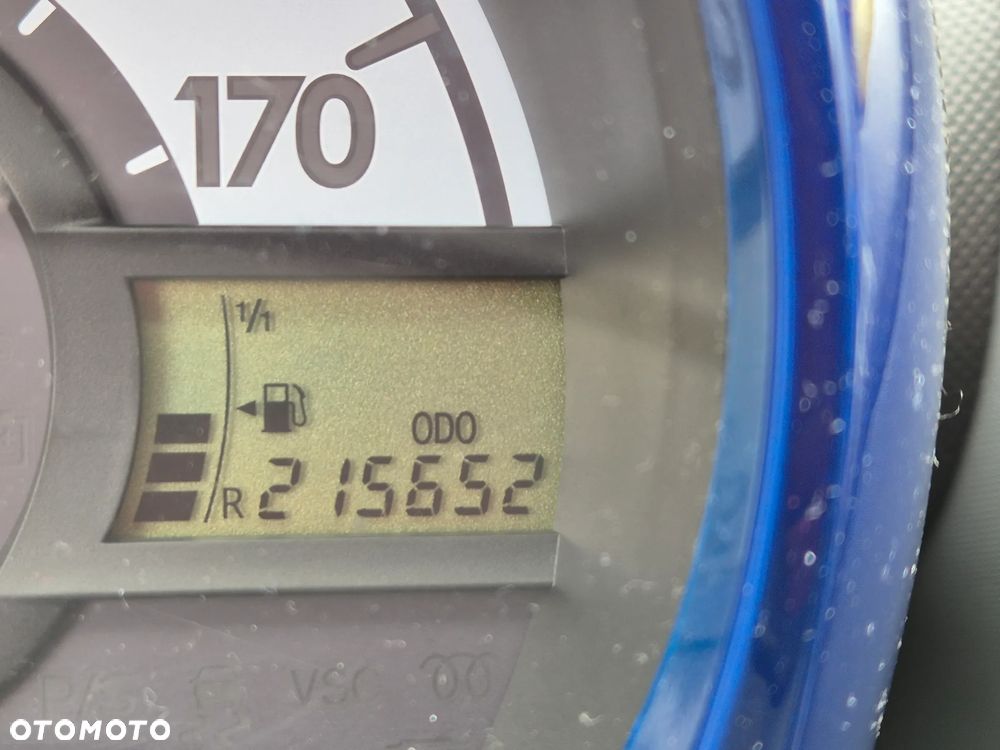 170
1/1
ODO
R 215652
VSC
OTOMOTO